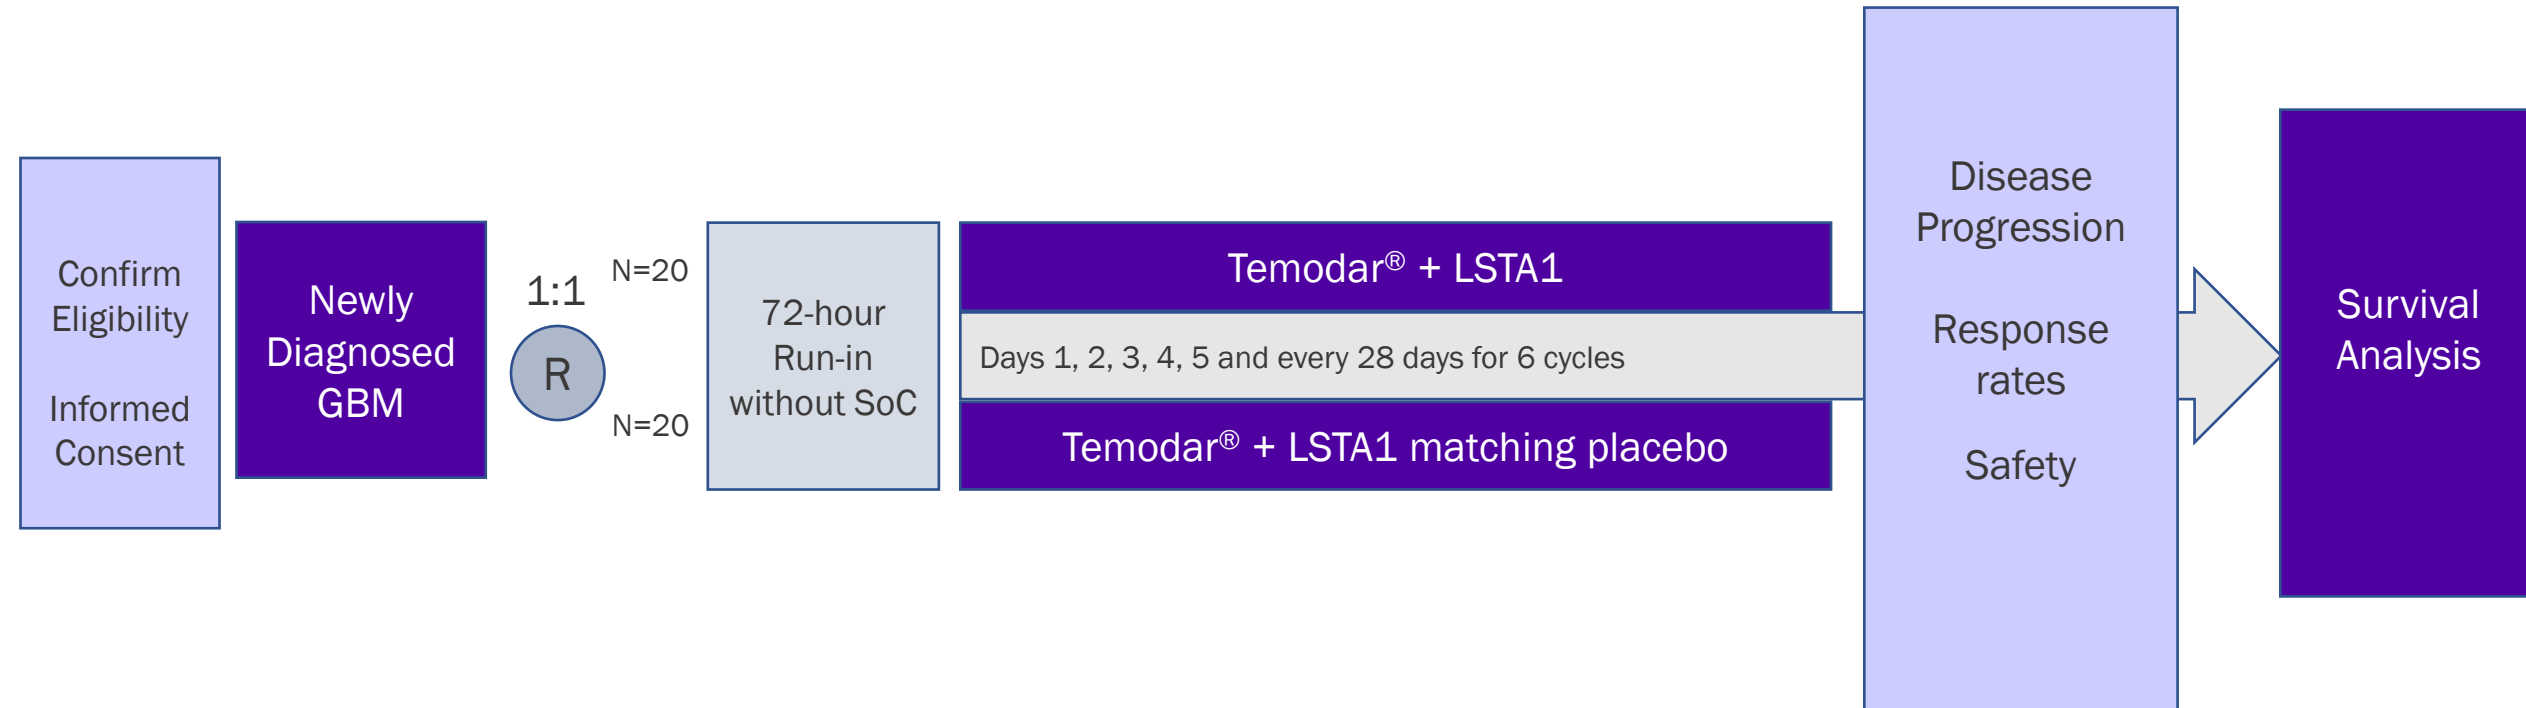 Confirm
Eligibility
Informed
Consent
Newly
Diagnosed
GBM
1:1
R
N=20
N=20
72-hour
Run-in
without SoC
Temodar® + LSTA1
Days 1, 2, 3, 4, 5 and every 28 days for 6 cycles
Temodar® + LSTA1 matching placebo
Disease
Progression
Response
rates
Safety
Survival
Analysis